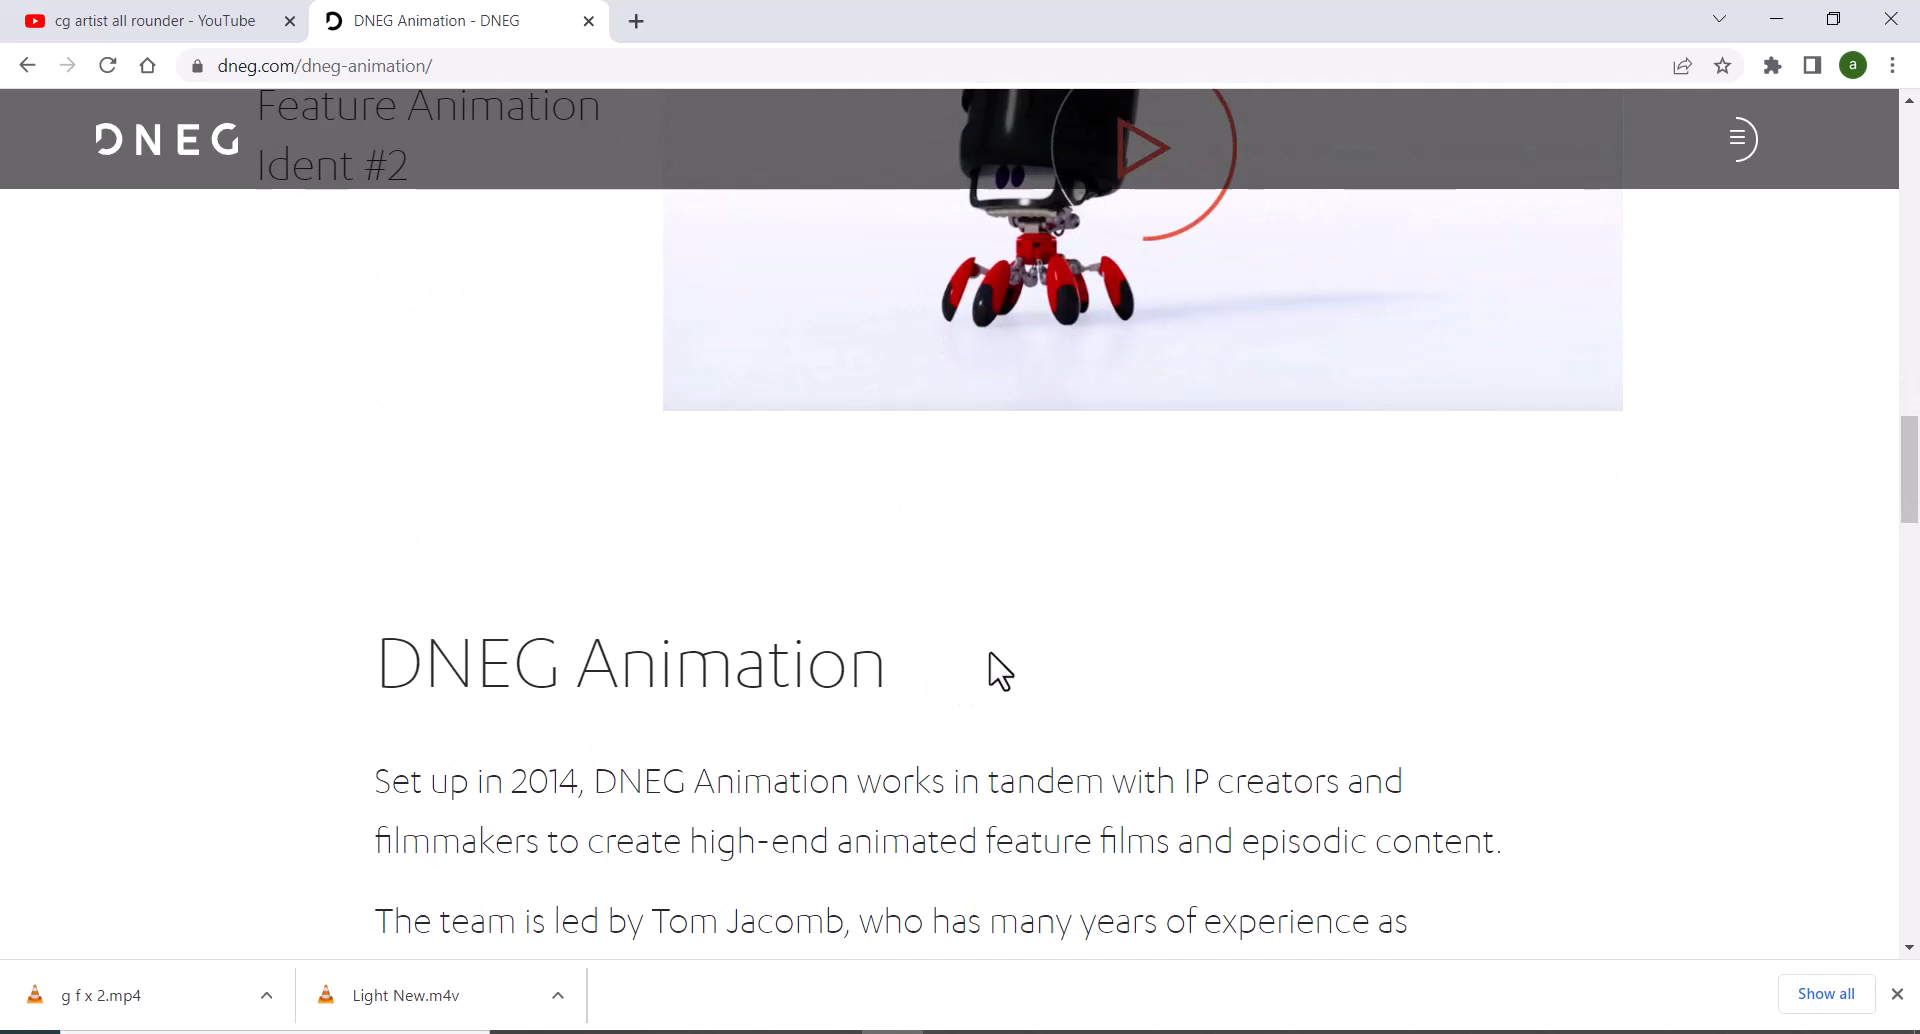 cg artist all rounder - YouTube
DNEG Animation - DNEG
dneg.com/dneg-animation/
a
Feature Animation
DNEG
Ident #2
DNEG Animation
Set up in 2014, DNEG Animation works in tandem with IP creators and
filmmakers to create high-end animated feature films and episodic content.
The team is led by Tom Jacomb, who has many years of experience as
g f x 2.mp4
Light New.m4v
Show all